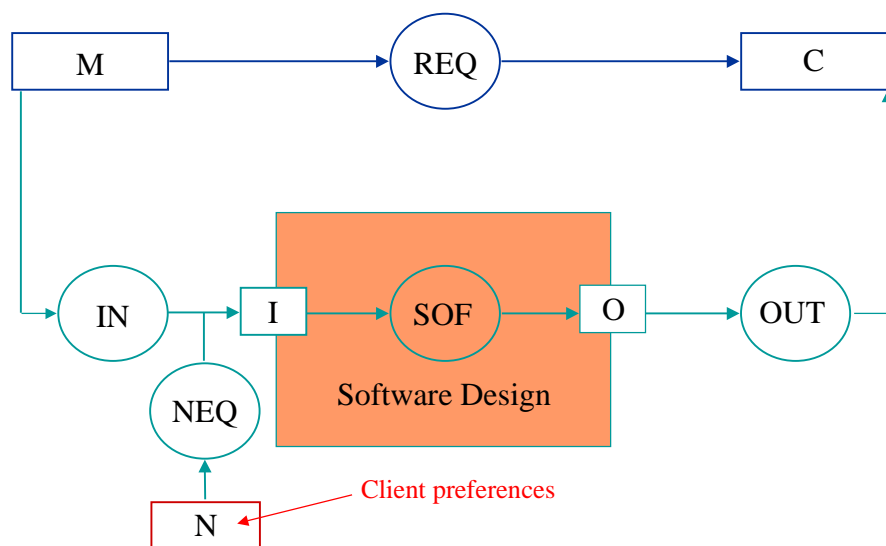 M
REQ
C
IN
I
SOF
O
OUT
Software Design
NEQ
Client preferences
N